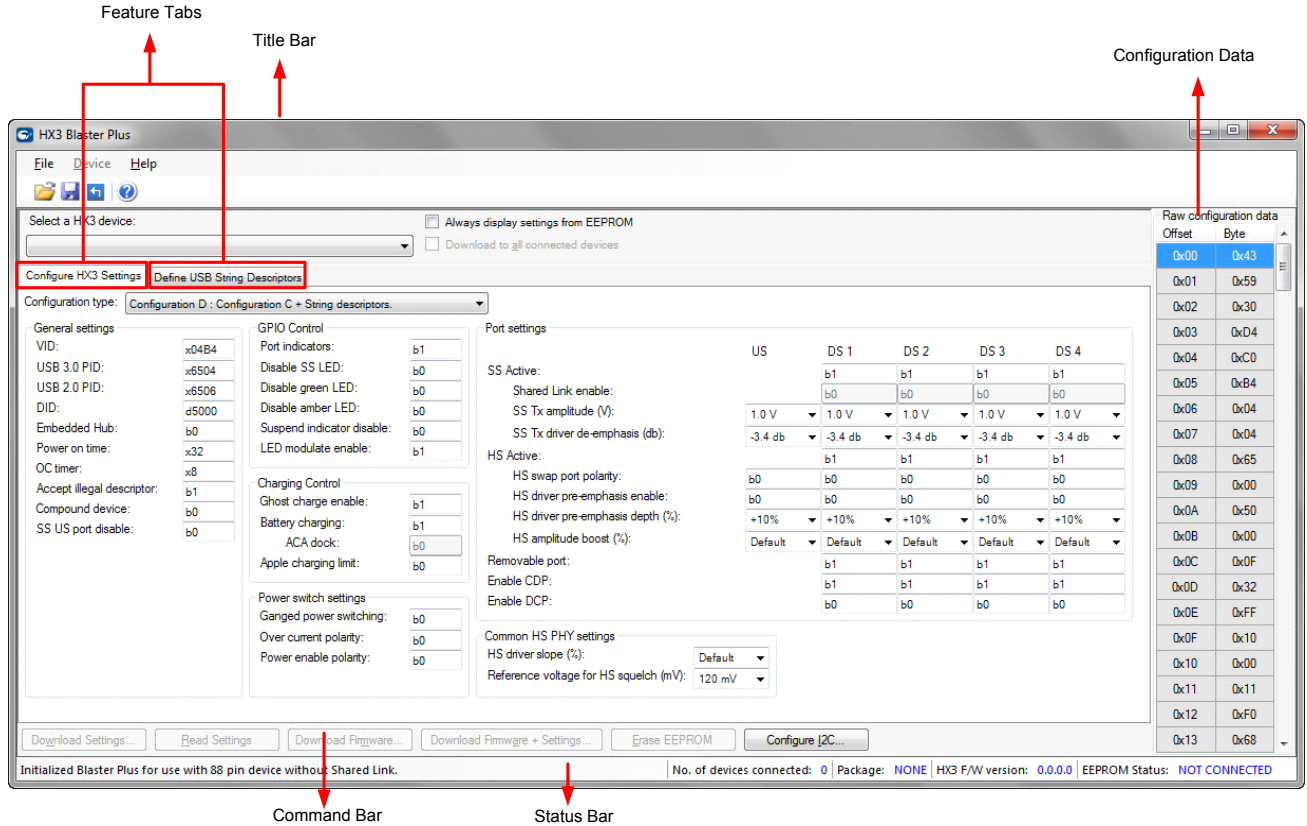 Feature Tabs
Title Bar
Configuration Data
HX3 Blaster Plus
File Device Help
Select a HX3 device:
Always display settings from EEPROM
Download to all connected devices
Raw configuration data
Offset Byte
Configure HX3 Settings Define USB String Descriptors
Configuration type: Configuration D : Configuration C + String descriptors.
General settings
VID: x04B4
USB 3.0 PID: x6504
USB 2.0 PID: x6506
DID: d5000
Embedded Hub: b0
Power on time: x32
OC timer: x8
Accept illegal descriptor: b1
Compound device: b0
SS US port disable: b0
GPIO Control
Port indicators: b1
Disable SS LED: b0
Disable green LED: b0
Disable amber LED: b0
Suspend indicator disable: b0
LED modulate enable: b1
Charging Control
Ghost charge enable: b1
Battery charging: b1
ACA dock: b0
Apple charging limit: b0
Power switch settings
Ganged power switching: b0
Over current polarity: b0
Power enable polarity: b0
Port settings
US DS 1 DS 2 DS 3 DS 4
SS Active: b1 b1 b1 b1
Shared Link enable: b0 b0 b0 b0
SS Tx amplitude (V): 1.0 V 1.0 V 1.0 V 1.0 V 1.0 V
SS Tx driver de-emphasis (db): -3.4 db -3.4 db -3.4 db -3.4 db -3.4 db
HS Active: b1 b1 b1 b1
HS swap port polarity: b0 b0 b0 b0 b0
HS driver pre-emphasis enable: b0 b0 b0 b0 b0
HS driver pre-emphasis depth (%): +10% +10% +10% +10% +10%
HS amplitude boost (%): Default Default Default Default Default
Removable port: b1 b1 b1 b1
Enable CDP: b1 b1 b1 b1
Enable DCP: b0 b0 b0 b0
Common HS PHY settings
HS driver slope (%): Default
Reference voltage for HS squelch (mV): 120 mV
0x00 0x43
0x01 0x59
0x02 0x30
0x03 0xD4
0x04 0xC0
0x05 0xB4
0x06 0x04
0x07 0x04
0x08 0x65
0x09 0x00
0x0A 0x50
0x0B 0x00
0x0C 0x0F
0x0D 0x32
0x0E 0xFF
0x0F 0x10
0x10 0x00
0x11 0x11
0x12 0xF0
0x13 0x68
Download Settings... Read Settings Download Firmware... Download Firmware + Settings... Erase EEPROM Configure I2C...
Initialized Blaster Plus for use with 88 pin device without Shared Link. No. of devices connected: 0 Package: NONE HX3 F/W version: 0.0.0.0 EEPROM Status: NOT CONNECTED
Command Bar
Status Bar